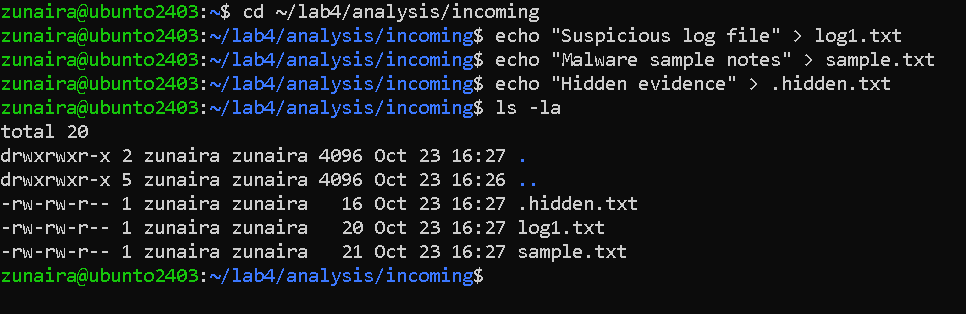 zunaira@ubunto2403:~$ cd ~/lab4/analysis/incoming
zunaira@ubunto2403:~/lab4/analysis/incoming$ echo "Suspicious log file" > log1.txt
zunaira@ubunto2403:~/lab4/analysis/incoming$ echo "Malware sample notes" > sample.txt
zunaira@ubunto2403:~/lab4/analysis/incoming$ echo "Hidden evidence" > .hidden.txt
zunaira@ubunto2403:~/lab4/analysis/incoming$ ls -la
total 20
drwxrwxr-x 2 zunaira zunaira 4096 Oct 23 16:27 .
drwxrwxr-x 5 zunaira zunaira 4096 Oct 23 16:26 ..
-rw-rw-r-- 1 zunaira zunaira   16 Oct 23 16:27 .hidden.txt
-rw-rw-r-- 1 zunaira zunaira   20 Oct 23 16:27 log1.txt
-rw-rw-r-- 1 zunaira zunaira   21 Oct 23 16:27 sample.txt
zunaira@ubunto2403:~/lab4/analysis/incoming$